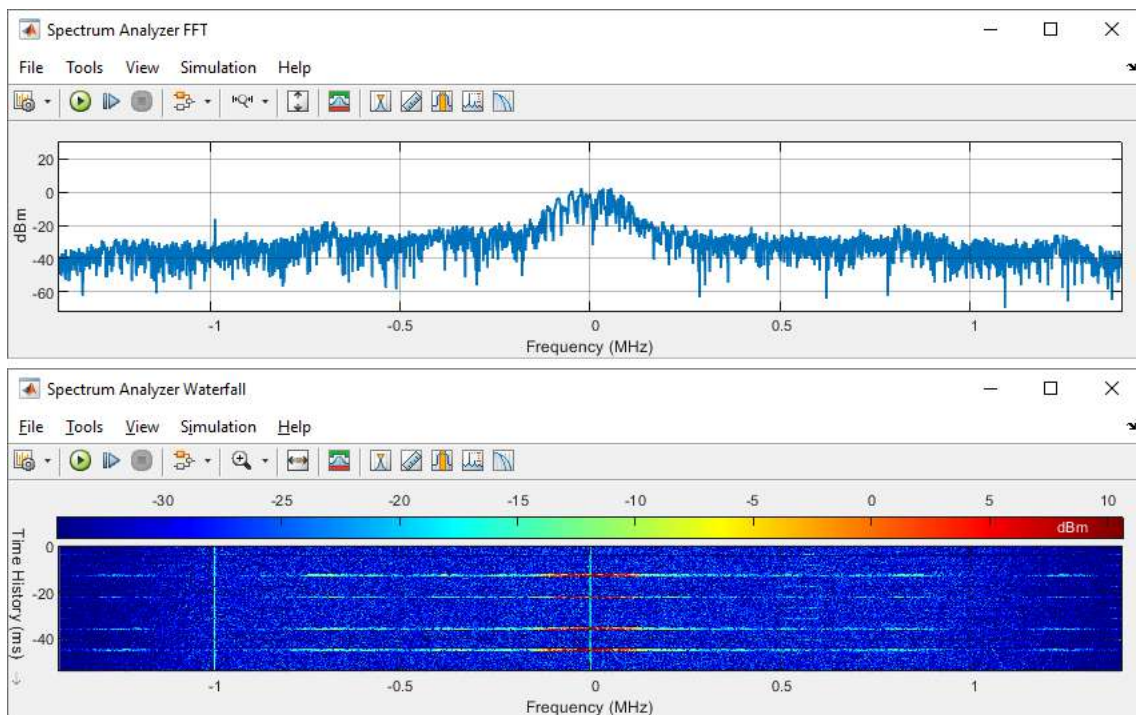 Spectrum Analyzer FFT
File Tools View Simulation Help
20
0
-20
-40
-60
dBm
-1 -0.5 0 0.5 1
Frequency (MHz)
Spectrum Analyzer Waterfall
File Tools View Simulation Help
-30 -25 -20 -15 -10 -5 0 5 10
dBm
0
-20
-40
Time History (ms)
-1 -0.5 0 0.5 1
Frequency (MHz)